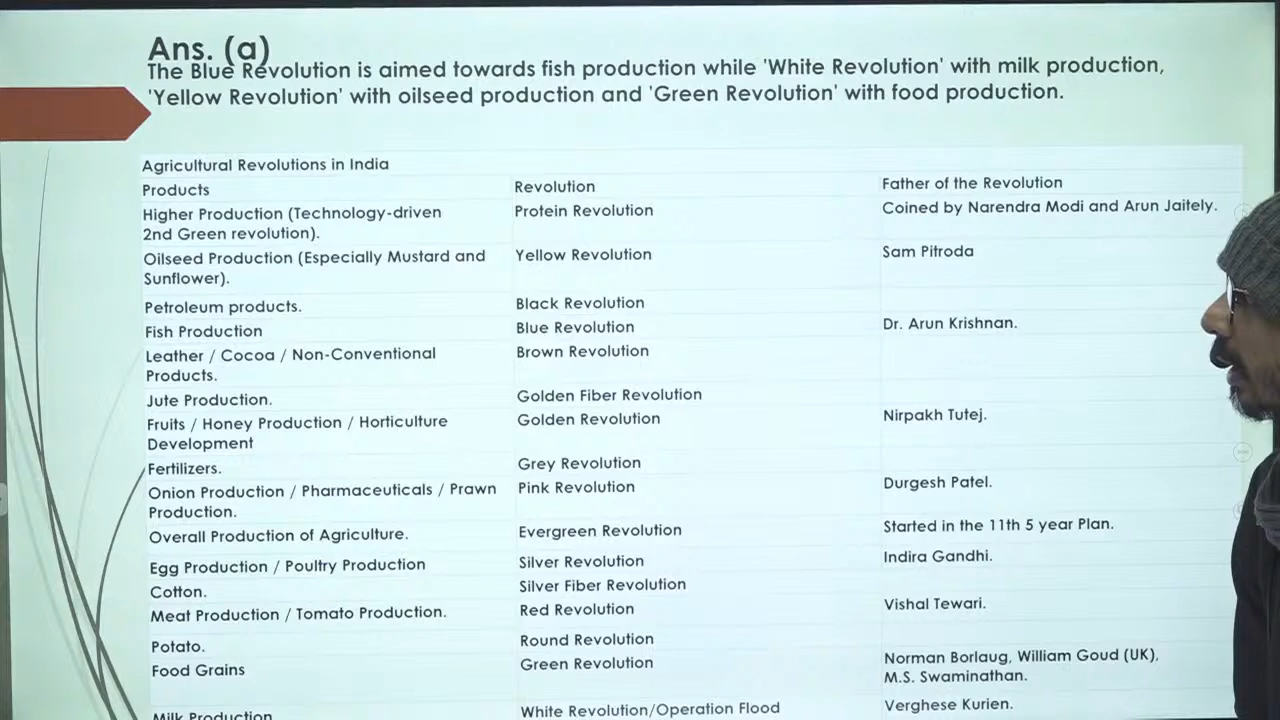 Ans. (a)
The Blue Revolution is aimed towards fish production while 'White Revolution' with milk production,
'Yellow Revolution' with oilseed production and 'Green Revolution' with food production.
Agricultural Revolutions in India
Products Revolution Father of the Revolution
Higher Production (Technology-driven Protein Revolution Coined by Narendra Modi and Arun Jaitely.
2nd Green revolution).
Oilseed Production (Especially Mustard and Yellow Revolution Sam Pitroda
Sunflower).
Petroleum products. Black Revolution
Fish Production Blue Revolution Dr. Arun Krishnan.
Leather / Cocoa / Non-Conventional Brown Revolution
Products.
Jute Production. Golden Fiber Revolution
Fruits / Honey Production / Horticulture Golden Revolution Nirpakh Tutej.
Development
Fertilizers. Grey Revolution
Onion Production / Pharmaceuticals / Prawn Pink Revolution Durgesh Patel.
Production.
Overall Production of Agriculture. Evergreen Revolution Started in the 11th 5 year Plan.
Egg Production / Poultry Production Silver Revolution Indira Gandhi.
Cotton. Silver Fiber Revolution
Meat Production / Tomato Production. Red Revolution Vishal Tewari.
Potato. Round Revolution
Food Grains Green Revolution Norman Borlaug, William Goud (UK),
M.S. Swaminathan.
Milk Production White Revolution/Operation Flood Verghese Kurien.